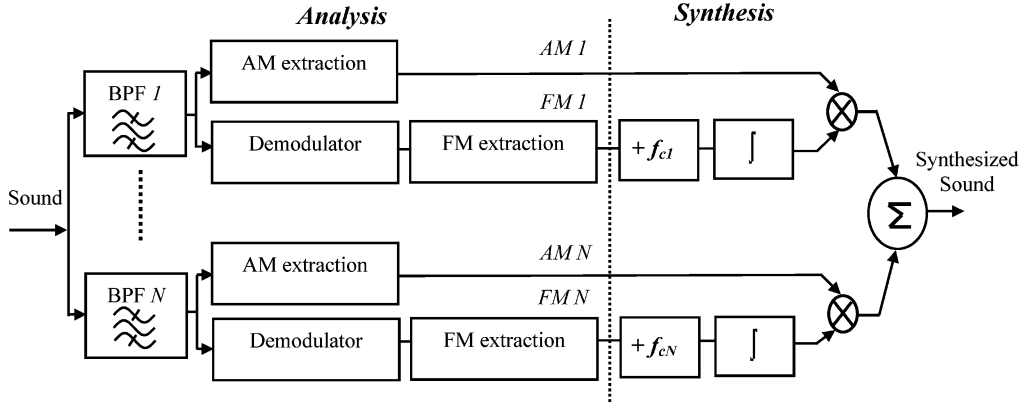 Analysis
Synthesis
AM extraction
AM 1
BPF 1
FM 1
Demodulator
FM extraction
+ fc1
∫
Synthesized
Sound
Sound
Σ
AM extraction
AM N
BPF N
FM N
Demodulator
FM extraction
+ fcN
∫